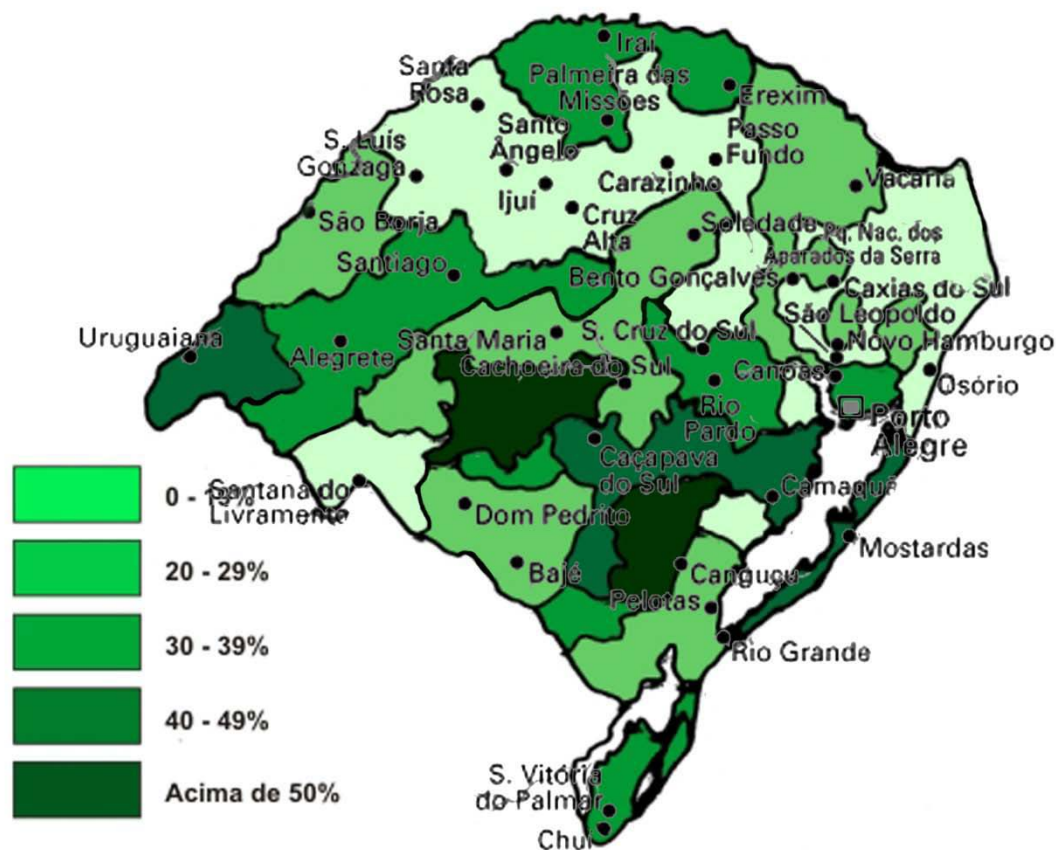 Iraí
Santa
Rosa
Palmeira das
Missões
Erexim
Santo
Ângelo
Passo
Fundo
S. Luís
Gonzaga
Carazinho
Vacaria
Ijuí
São Borja
Cruz
Alta
Soledade
Pq. Nac. dos
Aparados da Serra
Santiago
Bento Gonçalves
Caxias do Sul
São Leopoldo
Uruguaiana
Alegrete
Santa Maria
S. Cruz do Sul
Novo Hamburgo
Cachoeira do Sul
Canoas
Osório
Rio
Pardo
Porto
Alegre
Caçapava
do Sul
Camaquã
Santana do
Livramento
Dom Pedrito
Mostardas
Bajé
Canguçu
Pelotas
Rio Grande
S. Vitória
do Palmar
Chuí
0 -
20 - 29%
30 - 39%
40 - 49%
Acima de 50%